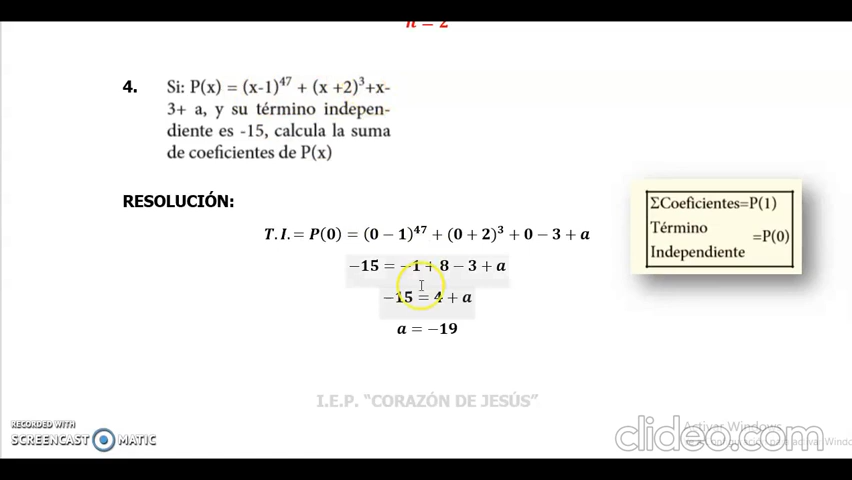 n = 2
4. Si: P(x) = (x-1)⁴⁷ + (x +2)³+x-
3+ a, y su término indepen-
diente es -15, calcula la suma
de coeficientes de P(x)
RESOLUCIÓN:
T.I.= P(0) = (0 − 1)⁴⁷ + (0 + 2)³ + 0 − 3 + a
−15 = −1 + 8 − 3 + a
−15 = 4 + a
a = −19
ΣCoeficientes=P(1)
Término
=P(0)
Independiente
I.E.P. “CORAZÓN DE JESÚS”
RECORDED WITH
SCREENCAST MATIC
Activar Windows
clideo.com